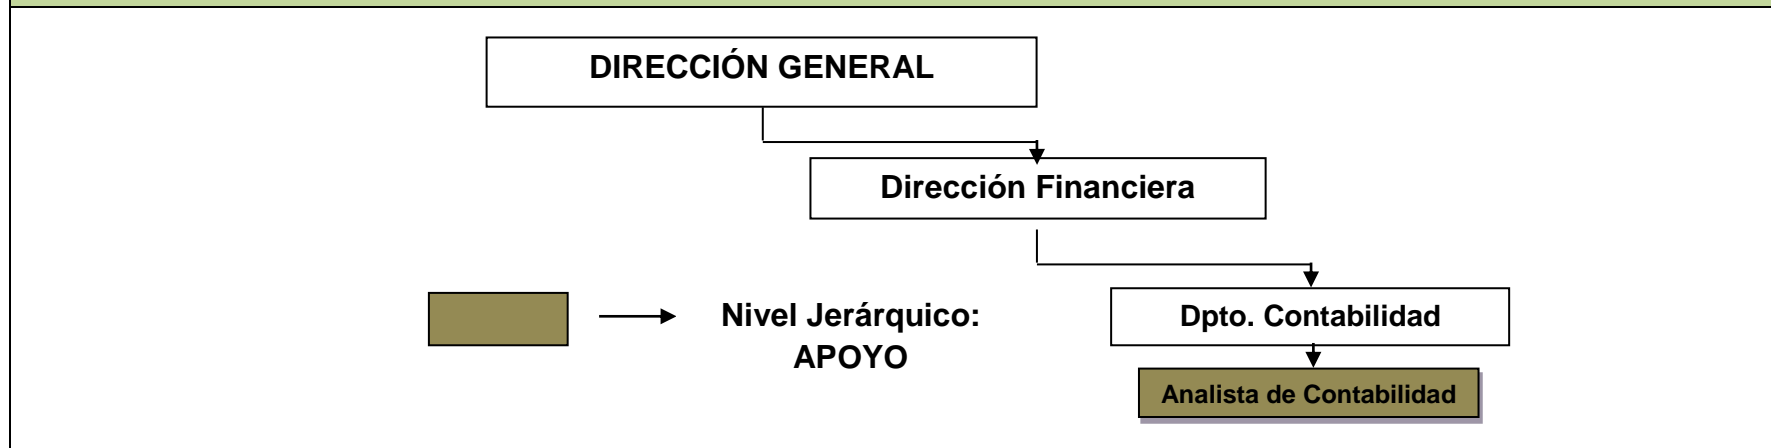 DIRECCIÓN GENERAL
Dirección Financiera
Nivel Jerárquico:
APOYO
Dpto. Contabilidad
Analista de Contabilidad